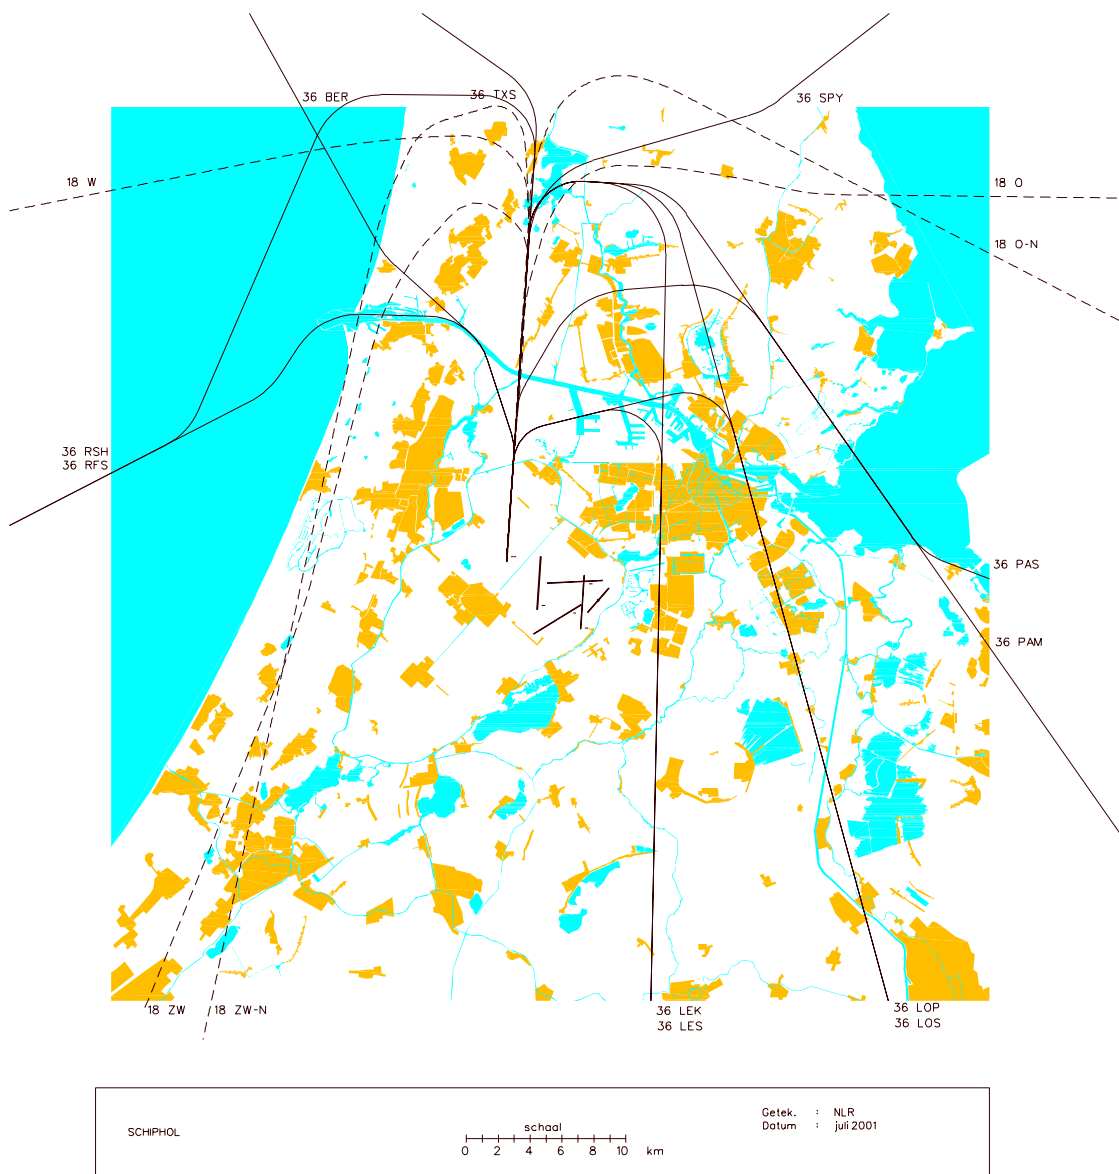 36 BER
36 TXS
36 SPY
18 W
18 O
18 O-N
36 RSH
36 RFS
36 PAS
36 PAM
18 ZW
18 ZW-N
36 LEK
36 LES
36 LOP
36 LOS
SCHIPHOL
schaal
0 2 4 6 8 10 km
Getek. : NLR
Datum : juli 2001